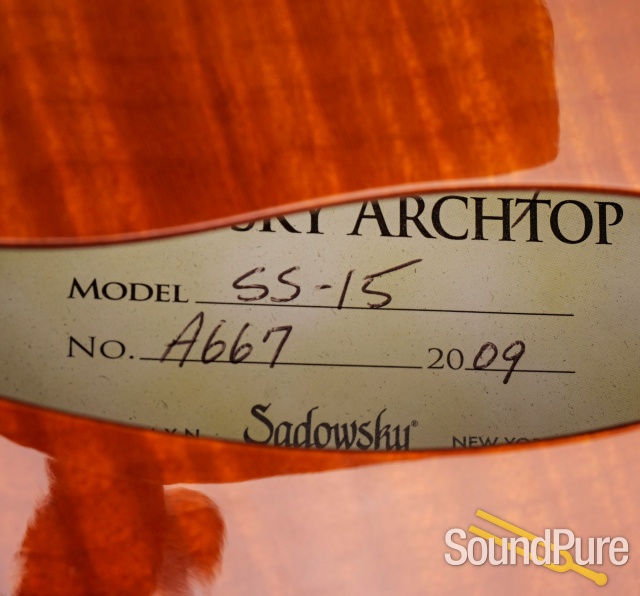 ARCHTOP
MODEL SS-15
NO. A667 2009
Sadowsky®
SoundPure